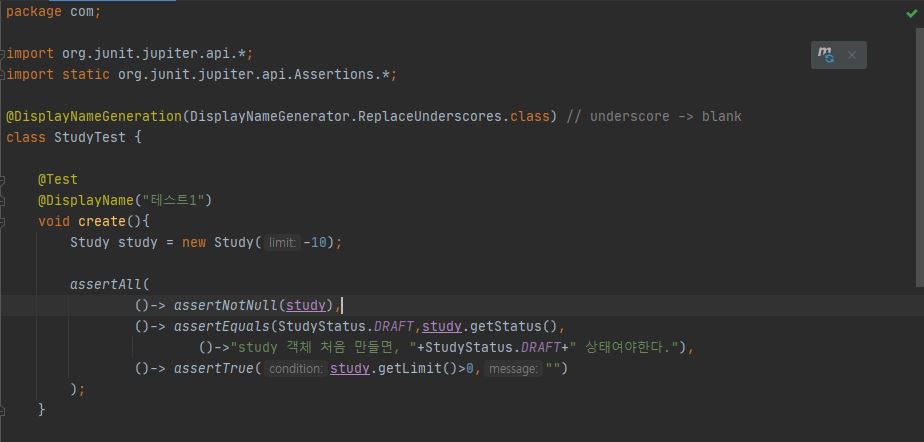 package com;
import org.junit.jupiter.api.*;
import static org.junit.jupiter.api.Assertions.*;
@DisplayNameGeneration(DisplayNameGenerator.ReplaceUnderscores.class) // underscore -> blank
class StudyTest {
@Test
@DisplayName("테스트1")
void create(){
Study study = new Study( limit: -10);
assertAll(
()-> assertNotNull(study),
()-> assertEquals(StudyStatus.DRAFT,study.getStatus(),
()->"study 객체 처음 만들면, "+StudyStatus.DRAFT+" 상태여야한다."),
()-> assertTrue( condition: study.getLimit()>0, message: "")
);
}